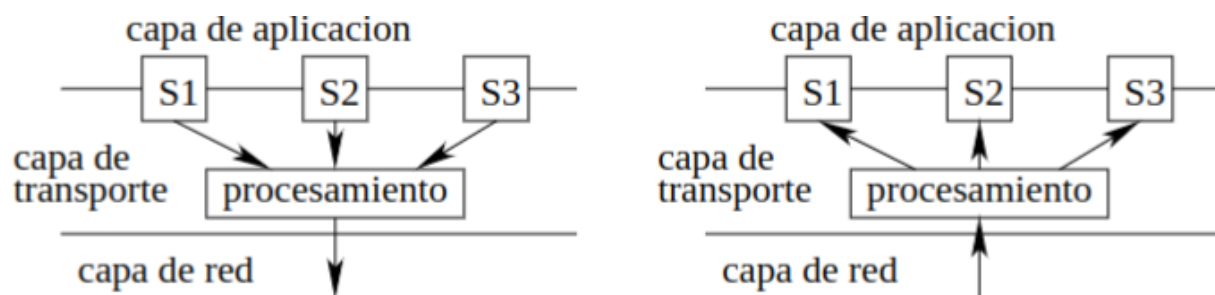 capa de aplicacion
S1 S2 S3
capa de
transporte
procesamiento
capa de red
capa de aplicacion
S1 S2 S3
capa de
transporte
procesamiento
capa de red